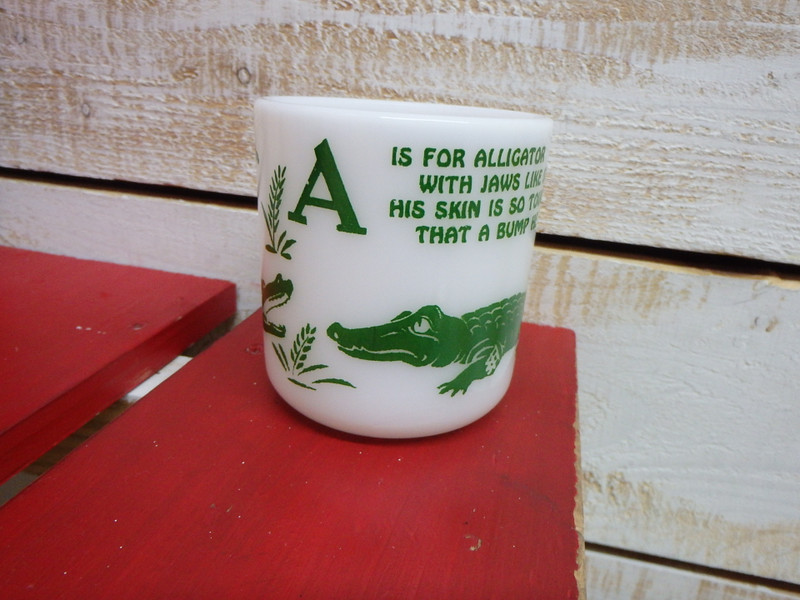 A
IS FOR ALLIGATOR
WITH JAWS LIKE
HIS SKIN IS SO
THAT A BUMP